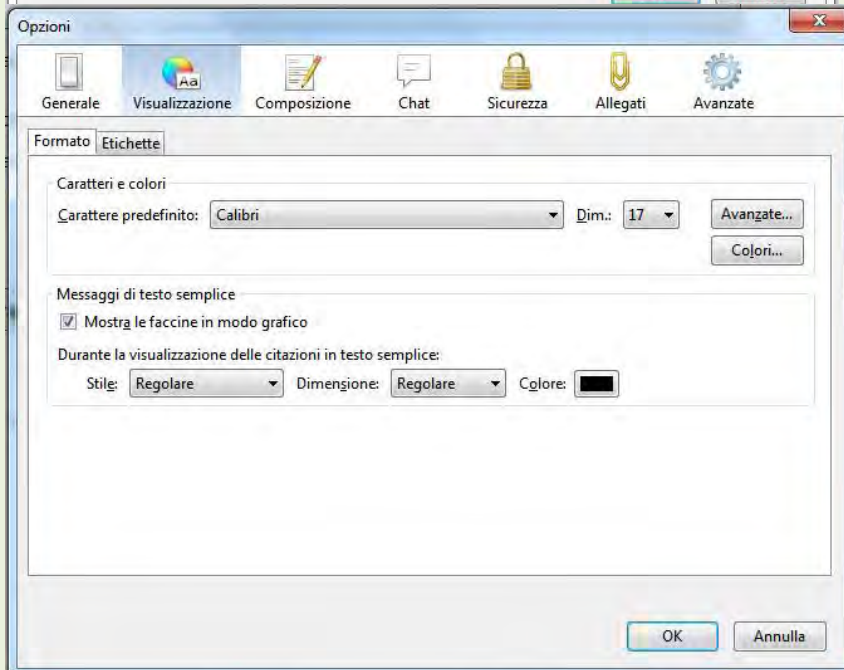 Opzioni
Generale Visualizzazione Composizione Chat Sicurezza Allegati Avanzate
Formato Etichette
Caratteri e colori
Carattere predefinito: Calibri Dim.: 17 Avanzate...
Colori...
Messaggi di testo semplice
Mostra le faccine in modo grafico
Durante la visualizzazione delle citazioni in testo semplice:
Stile: Regolare Dimensione: Regolare Colore:
OK Annulla